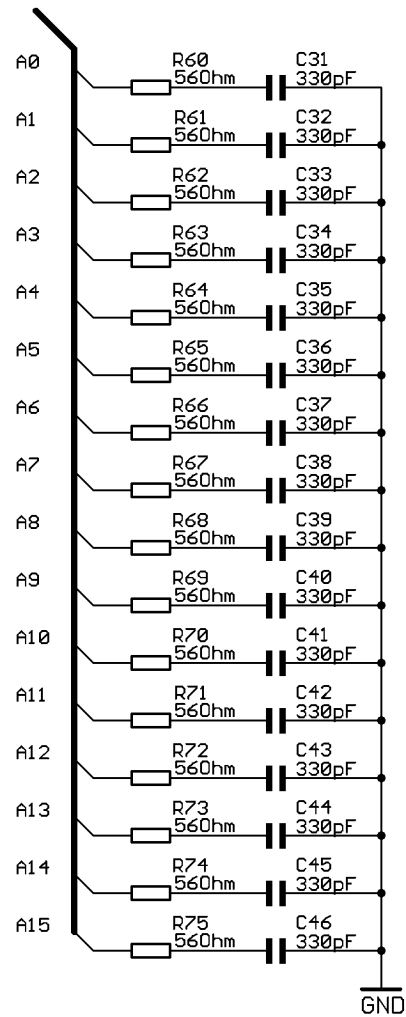 A0
R60
56Ohm
C31
330pF
A1
R61
56Ohm
C32
330pF
A2
R62
56Ohm
C33
330pF
A3
R63
56Ohm
C34
330pF
A4
R64
56Ohm
C35
330pF
A5
R65
56Ohm
C36
330pF
A6
R66
56Ohm
C37
330pF
A7
R67
56Ohm
C38
330pF
A8
R68
56Ohm
C39
330pF
A9
R69
56Ohm
C40
330pF
A10
R70
56Ohm
C41
330pF
A11
R71
56Ohm
C42
330pF
A12
R72
56Ohm
C43
330pF
A13
R73
56Ohm
C44
330pF
A14
R74
56Ohm
C45
330pF
A15
R75
56Ohm
C46
330pF
GND